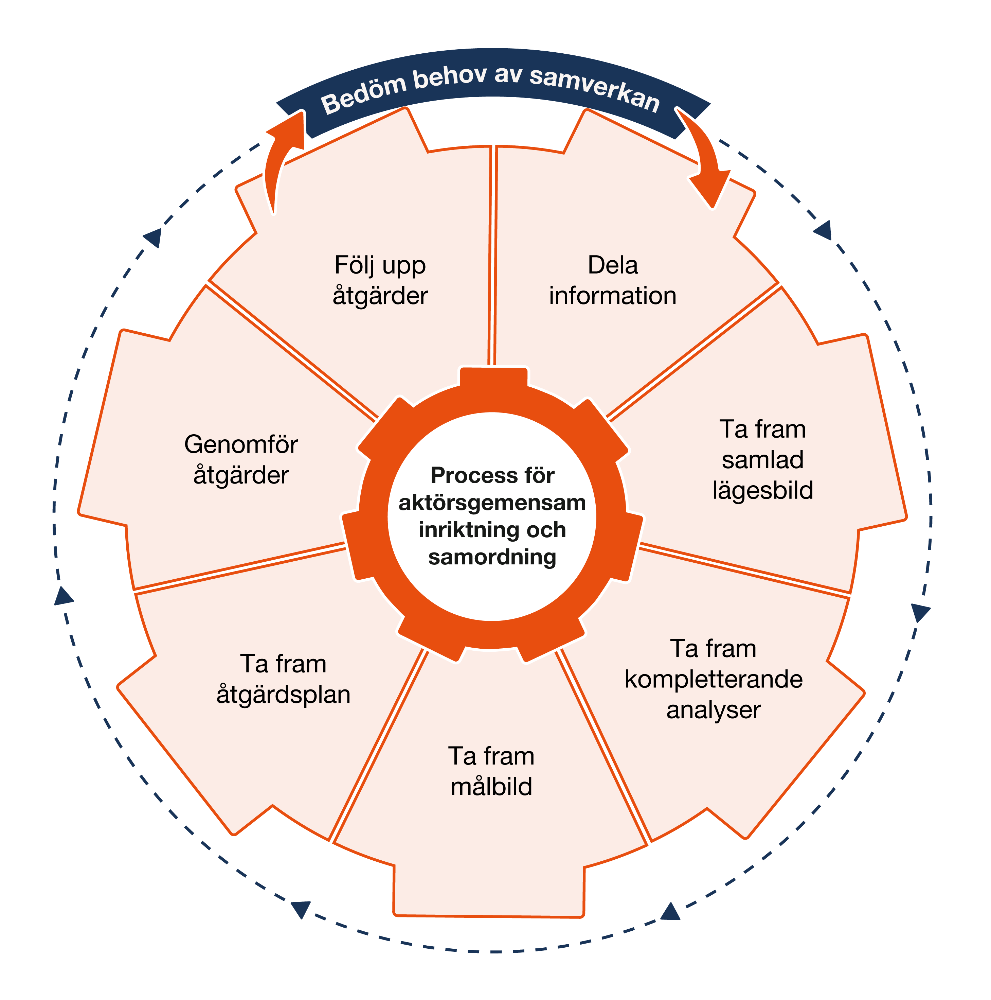 Bedöm behov av samverkan
Dela
information
Ta fram
samlad
lägesbild
Ta fram
kompletterande
analyser
Ta fram
målbild
Ta fram
åtgärdsplan
Genomför
åtgärder
Följ upp
åtgärder
Process för
aktörsgemensam
inriktning och
samordning